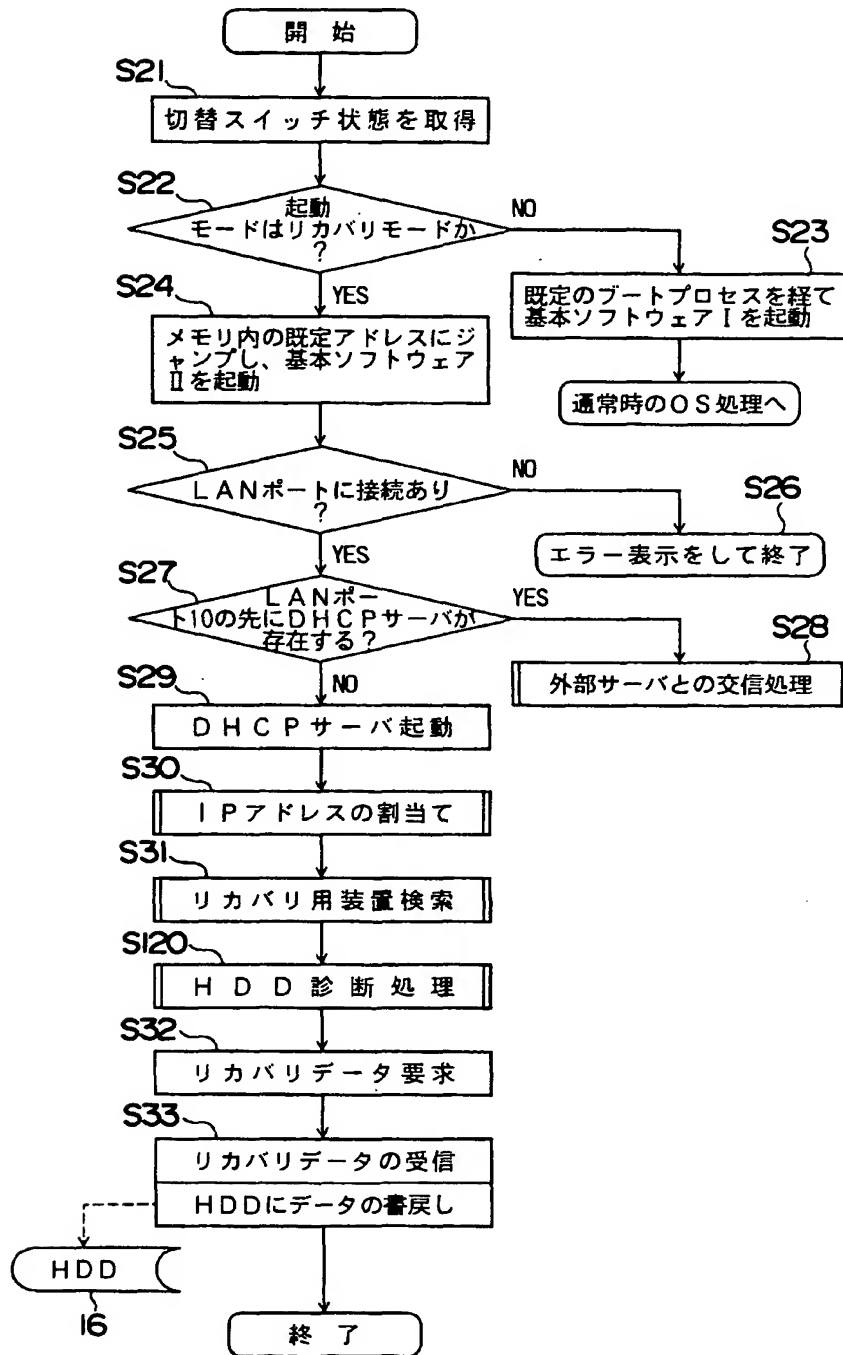 開 始
S21
切替スイッチ状態を取得
S22
起動
モードはリカバリモードか
?
NO
S23
既定のブートプロセスを経て
基本ソフトウェアⅠを起動
通常時のOS処理へ
YES
S24
メモリ内の既定アドレスにジ
ャンプし、基本ソフトウェア
Ⅱを起動
S25
LANポートに接続あり
?
NO
S26
エラー表示をして終了
YES
S27
LANポー
ト10の先にDHCPサーバが
存在する?
YES
S28
外部サーバとの交信処理
NO
S29
DHCPサーバ起動
S30
IPアドレスの割当て
S31
リカバリ用装置検索
S120
HDD診断処理
S32
リカバリデータ要求
S33
リカバリデータの受信
HDDにデータの書戻し
HDD
16
終 了